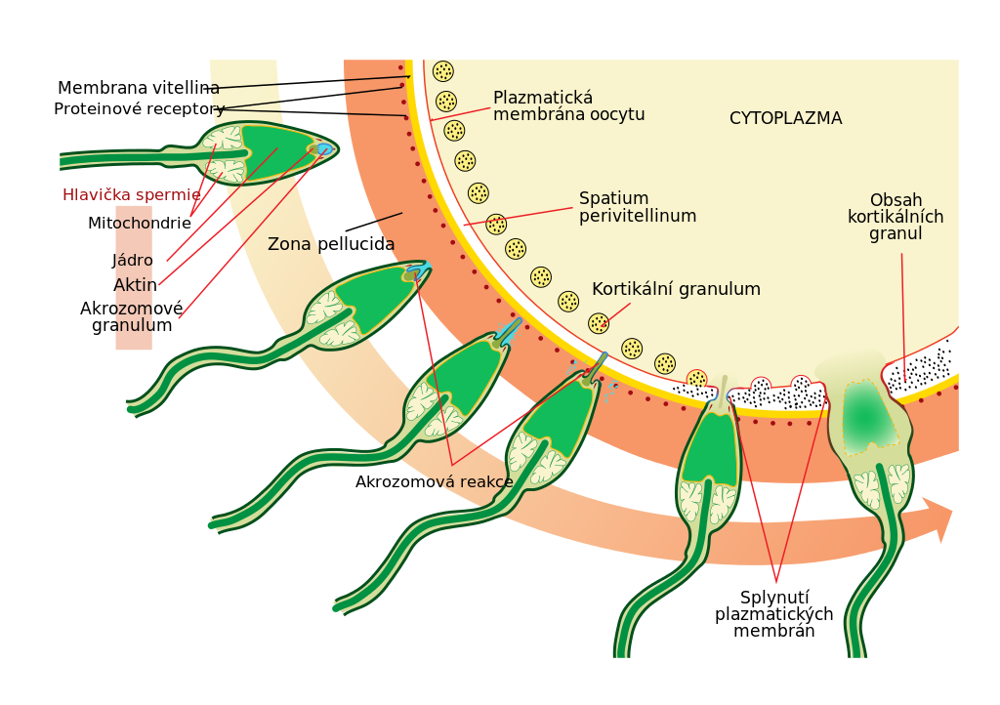 Membrana vitellina
Proteinové receptory
Plazmatická
membrána oocytu
CYTOPLAZMA
Hlavička spermie
Mitochondrie
Jádro
Aktin
Akrozomové
granulum
Zona pellucida
Spatium
perivitellinum
Obsah
kortikálních
granul
Kortikální granulum
Akrozomová reakce
Splynutí
plazmatických
membrán